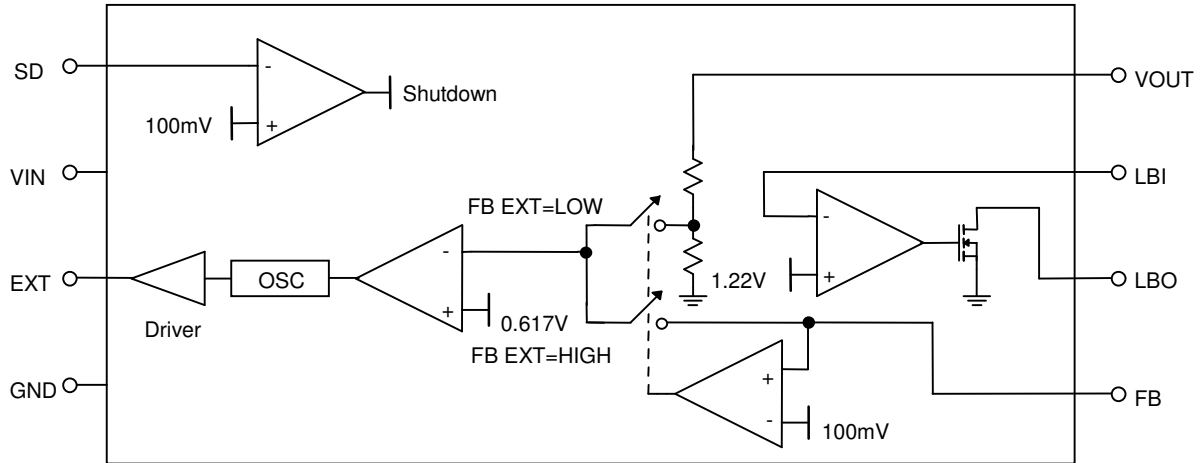 SD
-
+
100mV
Shutdown
VOUT
VIN
LBI
FB EXT=LOW
-
+
1.22V
EXT
OSC
-
+
0.617V
LBO
Driver
FB EXT=HIGH
GND
+
-
100mV
FB